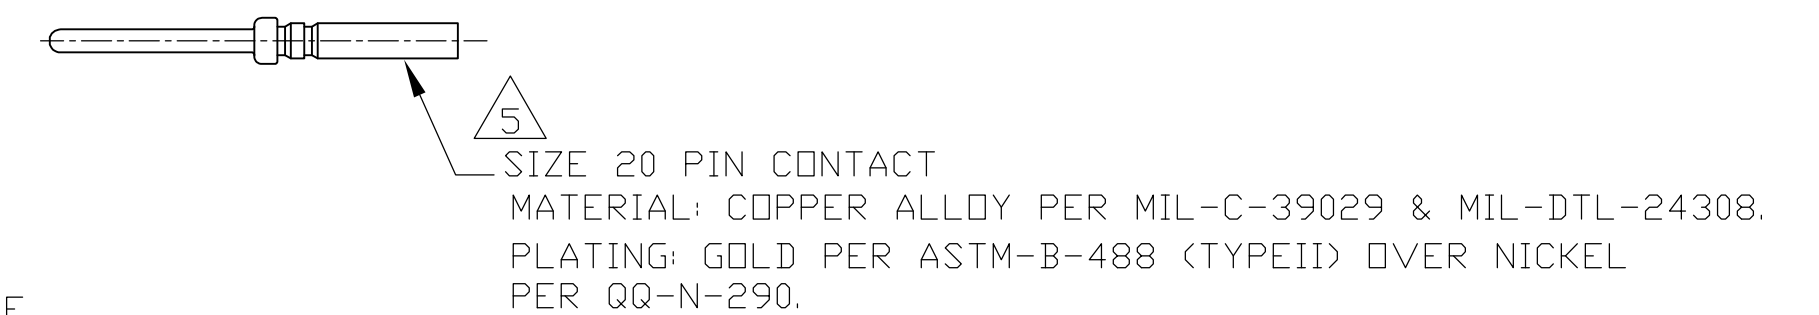 5
SIZE 20 PIN CONTACT
MATERIAL: COPPER ALLOY PER MIL-C-39029 & MIL-DTL-24308.
PLATING: GOLD PER ASTM-B-488 (TYPEII) OVER NICKEL
PER QQ-N-290.